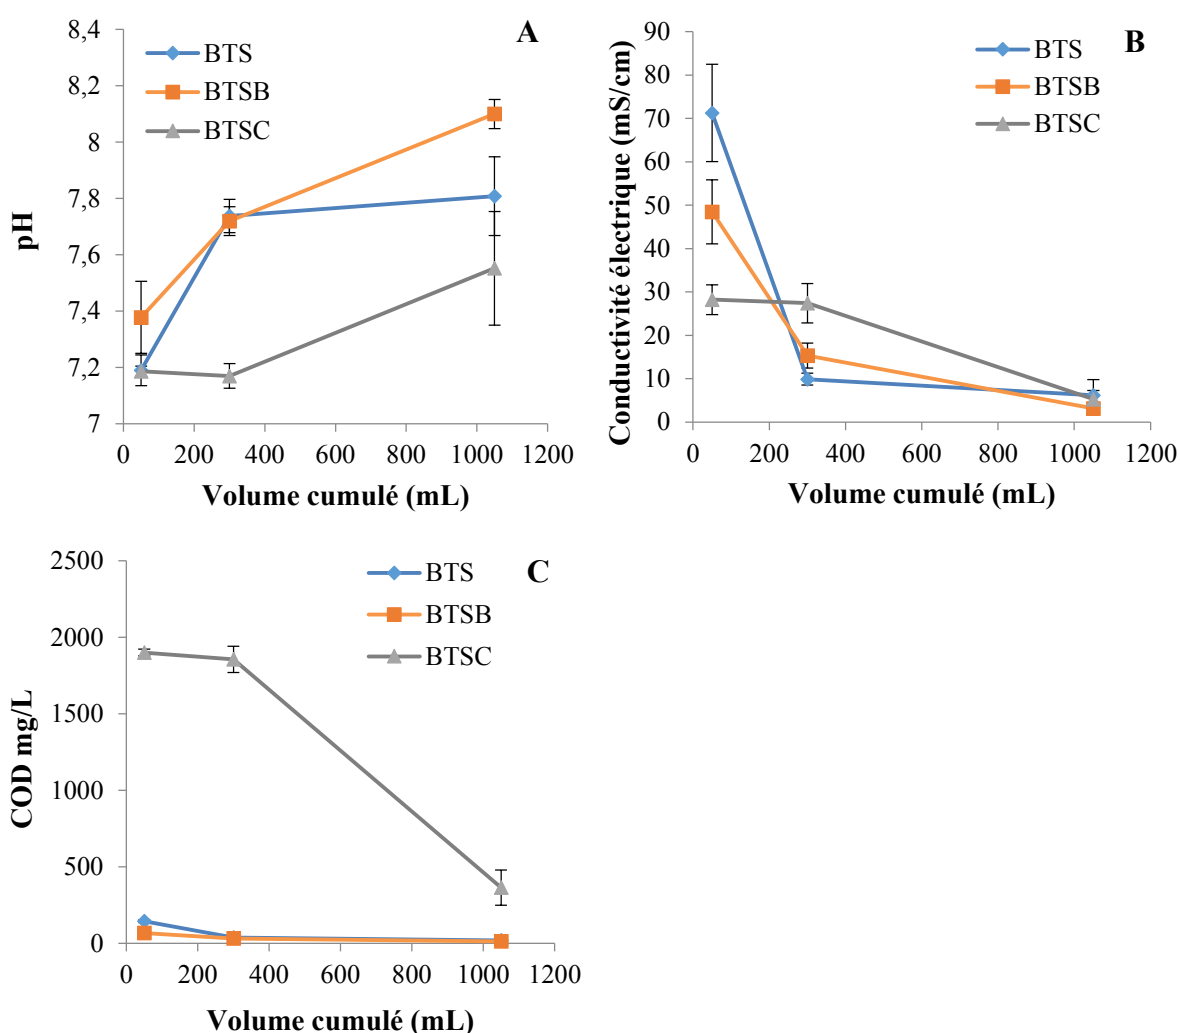 A
BTS
BTSB
BTSC
8,4
8,2
8
7,8
7,6
7,4
7,2
7
pH
0 200 400 600 800 1000 1200
Volume cumulé (mL)
B
BTS
BTSB
BTSC
90
80
70
60
50
40
30
20
10
0
Conductivité électrique (mS/cm)
0 200 400 600 800 1000 1200
Volume cumulé (mL)
C
BTS
BTSB
BTSC
2500
2000
1500
1000
500
0
COD mg/L
0 200 400 600 800 1000 1200
Volume cumulé (mL)